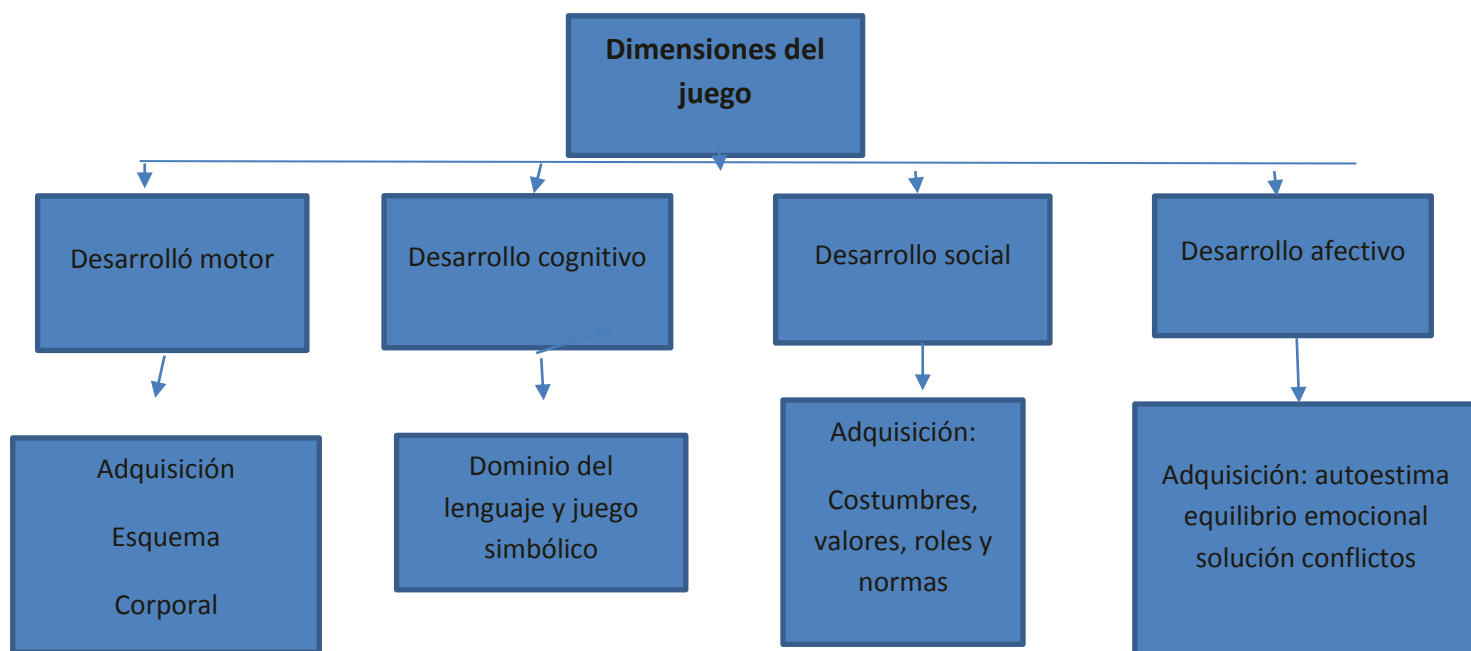 Dimensiones del
juego
Desarrolló motor
Desarrollo cognitivo
Desarrollo social
Desarrollo afectivo
Adquisición
Esquema
Corporal
Dominio del
lenguaje y juego
simbólico
Adquisición:
Costumbres,
valores, roles y
normas
Adquisición: autoestima
equilibrio emocional
solución conflictos